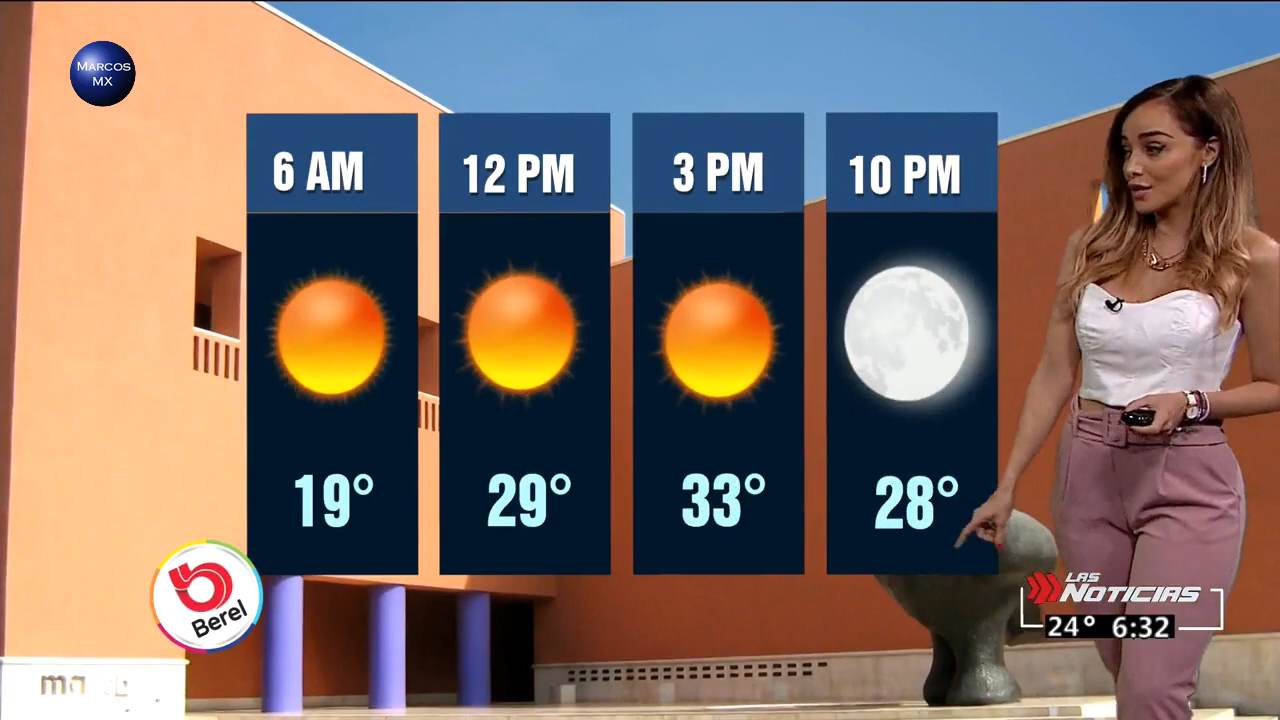 MARCOS
MX
6 AM
12 PM
3 PM
10 PM
19°
29°
33°
28°
Berel
LAS
NOTICIAS
24° 6:32
ma